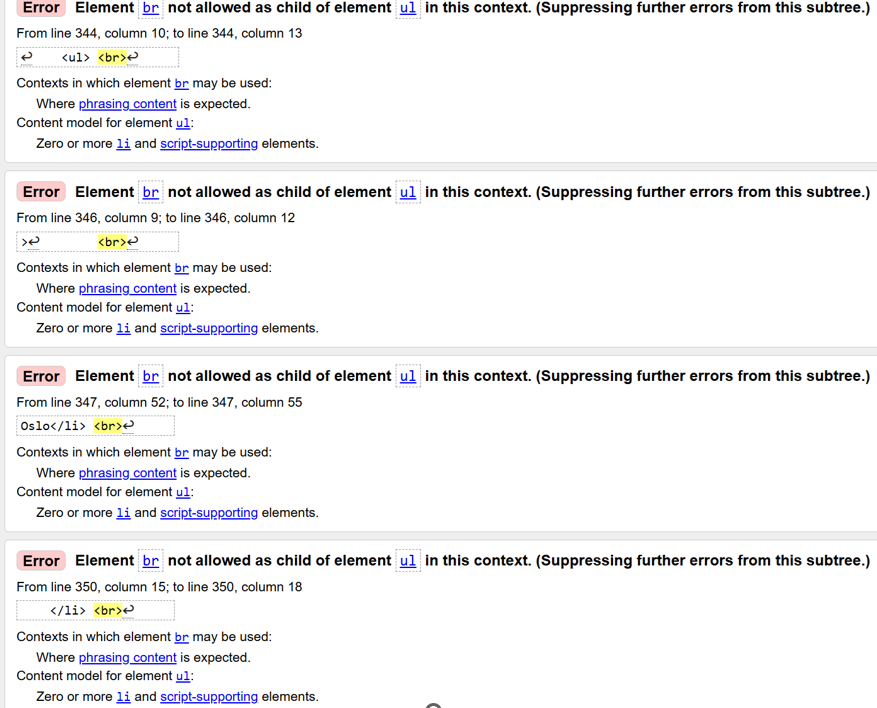 Error Element br not allowed as child of element ul in this context. (Suppressing further errors from this subtree.)
From line 344, column 10; to line 344, column 13
↩ <ul> <br>↩
Contexts in which element br may be used:
Where phrasing content is expected.
Content model for element ul:
Zero or more li and script-supporting elements.
Error Element br not allowed as child of element ul in this context. (Suppressing further errors from this subtree.)
From line 346, column 9; to line 346, column 12
>↩ <br>↩
Contexts in which element br may be used:
Where phrasing content is expected.
Content model for element ul:
Zero or more li and script-supporting elements.
Error Element br not allowed as child of element ul in this context. (Suppressing further errors from this subtree.)
From line 347, column 52; to line 347, column 55
Oslo</li> <br>↩
Contexts in which element br may be used:
Where phrasing content is expected.
Content model for element ul:
Zero or more li and script-supporting elements.
Error Element br not allowed as child of element ul in this context. (Suppressing further errors from this subtree.)
From line 350, column 15; to line 350, column 18
</li> <br>↩
Contexts in which element br may be used:
Where phrasing content is expected.
Content model for element ul:
Zero or more li and script-supporting elements.